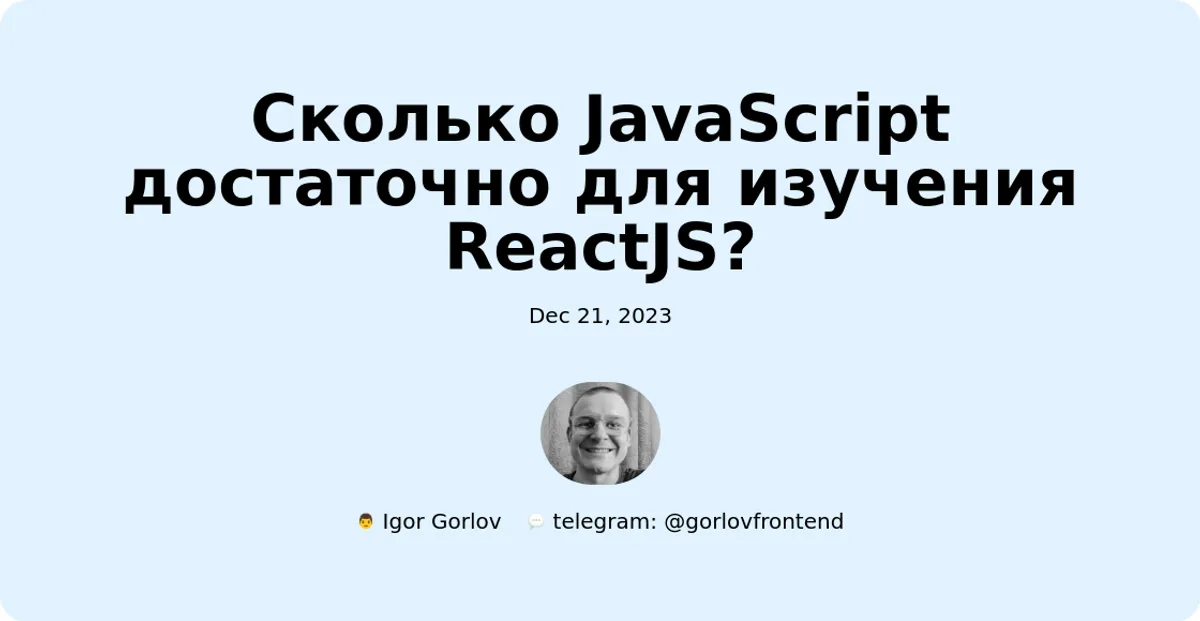 Сколько JavaScript
достаточно для изучения
ReactJS?
Dec 21, 2023
👨 Igor Gorlov 💬 telegram: @gorlovfrontend